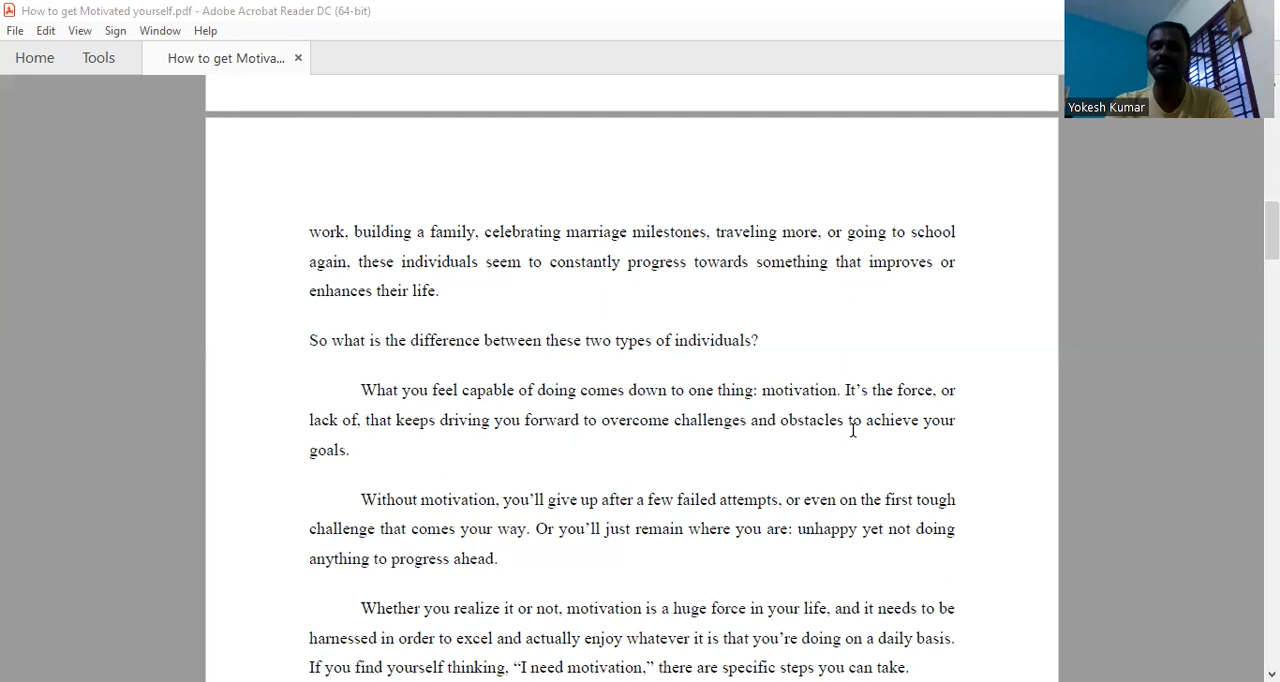 How to get Motivated yourself.pdf - Adobe Acrobat Reader DC (64-bit)
File Edit View Sign Window Help
Home Tools How to get Motiva... ×
Yokesh Kumar
work, building a family, celebrating marriage milestones, traveling more, or going to school
again, these individuals seem to constantly progress towards something that improves or
enhances their life.
So what is the difference between these two types of individuals?
What you feel capable of doing comes down to one thing: motivation. It’s the force, or
lack of, that keeps driving you forward to overcome challenges and obstacles to achieve your
goals.
Without motivation, you’ll give up after a few failed attempts, or even on the first tough
challenge that comes your way. Or you’ll just remain where you are: unhappy yet not doing
anything to progress ahead.
Whether you realize it or not, motivation is a huge force in your life, and it needs to be
harnessed in order to excel and actually enjoy whatever it is that you’re doing on a daily basis.
If you find yourself thinking, “I need motivation,” there are specific steps you can take.